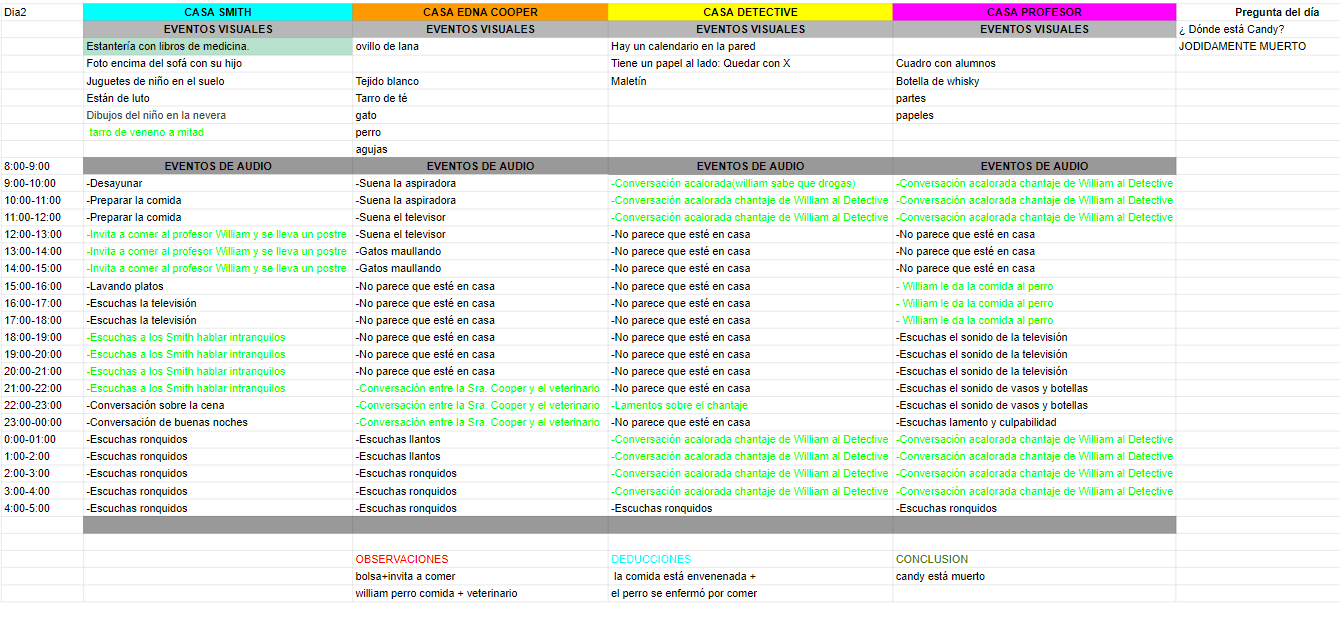 Dia2 CASA SMITH CASA EDNA COOPER CASA DETECTIVE CASA PROFESOR Pregunta del día
EVENTOS VISUALES EVENTOS VISUALES EVENTOS VISUALES EVENTOS VISUALES ¿ Dónde está Candy?
Estantería con libros de medicina. ovillo de lana Hay un calendario en la pared JODIDAMENTE MUERTO
Foto encima del sofá con su hijo Tiene un papel al lado: Quedar con X Cuadro con alumnos
Juguetes de niño en el suelo Tejido blanco Maletín Botella de whisky
Están de luto Tarro de té partes
Dibujos del niño en la nevera gato papeles
tarro de veneno a mitad perro
agujas
8:00-9:00 EVENTOS DE AUDIO EVENTOS DE AUDIO EVENTOS DE AUDIO EVENTOS DE AUDIO
9:00-10:00 -Desayunar -Suena la aspiradora -Conversación acalorada(william sabe que drogas) -Conversación acalorada chantaje de William al Detective
10:00-11:00 -Preparar la comida -Suena la aspiradora -Conversación acalorada chantaje de William al Detective -Conversación acalorada chantaje de William al Detective
11:00-12:00 -Preparar la comida -Suena el televisor -Conversación acalorada chantaje de William al Detective -Conversación acalorada chantaje de William al Detective
12:00-13:00 -Invita a comer al profesor William y se lleva un postre -Suena el televisor -No parece que esté en casa -No parece que esté en casa
13:00-14:00 -Invita a comer al profesor William y se lleva un postre -Gatos maullando -No parece que esté en casa -No parece que esté en casa
14:00-15:00 -Invita a comer al profesor William y se lleva un postre -Gatos maullando -No parece que esté en casa -No parece que esté en casa
15:00-16:00 -Lavando platos -No parece que esté en casa -No parece que esté en casa - William le da la comida al perro
16:00-17:00 -Escuchas la televisión -No parece que esté en casa -No parece que esté en casa - William le da la comida al perro
17:00-18:00 -Escuchas la televisión -No parece que esté en casa -No parece que esté en casa - William le da la comida al perro
18:00-19:00 -Escuchas a los Smith hablar intranquilos -No parece que esté en casa -No parece que esté en casa -Escuchas el sonido de la televisión
19:00-20:00 -Escuchas a los Smith hablar intranquilos -No parece que esté en casa -No parece que esté en casa -Escuchas el sonido de la televisión
20:00-21:00 -Escuchas a los Smith hablar intranquilos -No parece que esté en casa -No parece que esté en casa -Escuchas el sonido de la televisión
21:00-22:00 -Escuchas a los Smith hablar intranquilos -Conversación entre la Sra. Cooper y el veterinario -No parece que esté en casa -Escuchas el sonido de vasos y botellas
22:00-23:00 -Conversación sobre la cena -Conversación entre la Sra. Cooper y el veterinario -Lamentos sobre el chantaje -Escuchas el sonido de vasos y botellas
23:00-00:00 -Conversación de buenas noches -Conversación entre la Sra. Cooper y el veterinario -No parece que esté en casa -Escuchas lamento y culpabilidad
0:00-01:00 -Escuchas ronquidos -Escuchas llantos -Conversación acalorada chantaje de William al Detective -Conversación acalorada chantaje de William al Detective
1:00-2:00 -Escuchas ronquidos -Escuchas llantos -Conversación acalorada chantaje de William al Detective -Conversación acalorada chantaje de William al Detective
2:00-3:00 -Escuchas ronquidos -Escuchas ronquidos -Conversación acalorada chantaje de William al Detective -Conversación acalorada chantaje de William al Detective
3:00-4:00 -Escuchas ronquidos -Escuchas ronquidos -Conversación acalorada chantaje de William al Detective -Conversación acalorada chantaje de William al Detective
4:00-5:00 -Escuchas ronquidos -Escuchas ronquidos -Escuchas ronquidos -Escuchas ronquidos
OBSERVACIONES DEDUCCIONES CONCLUSION
bolsa+invita a comer la comida está envenenada + candy está muerto
william perro comida + veterinario el perro se enfermó por comer